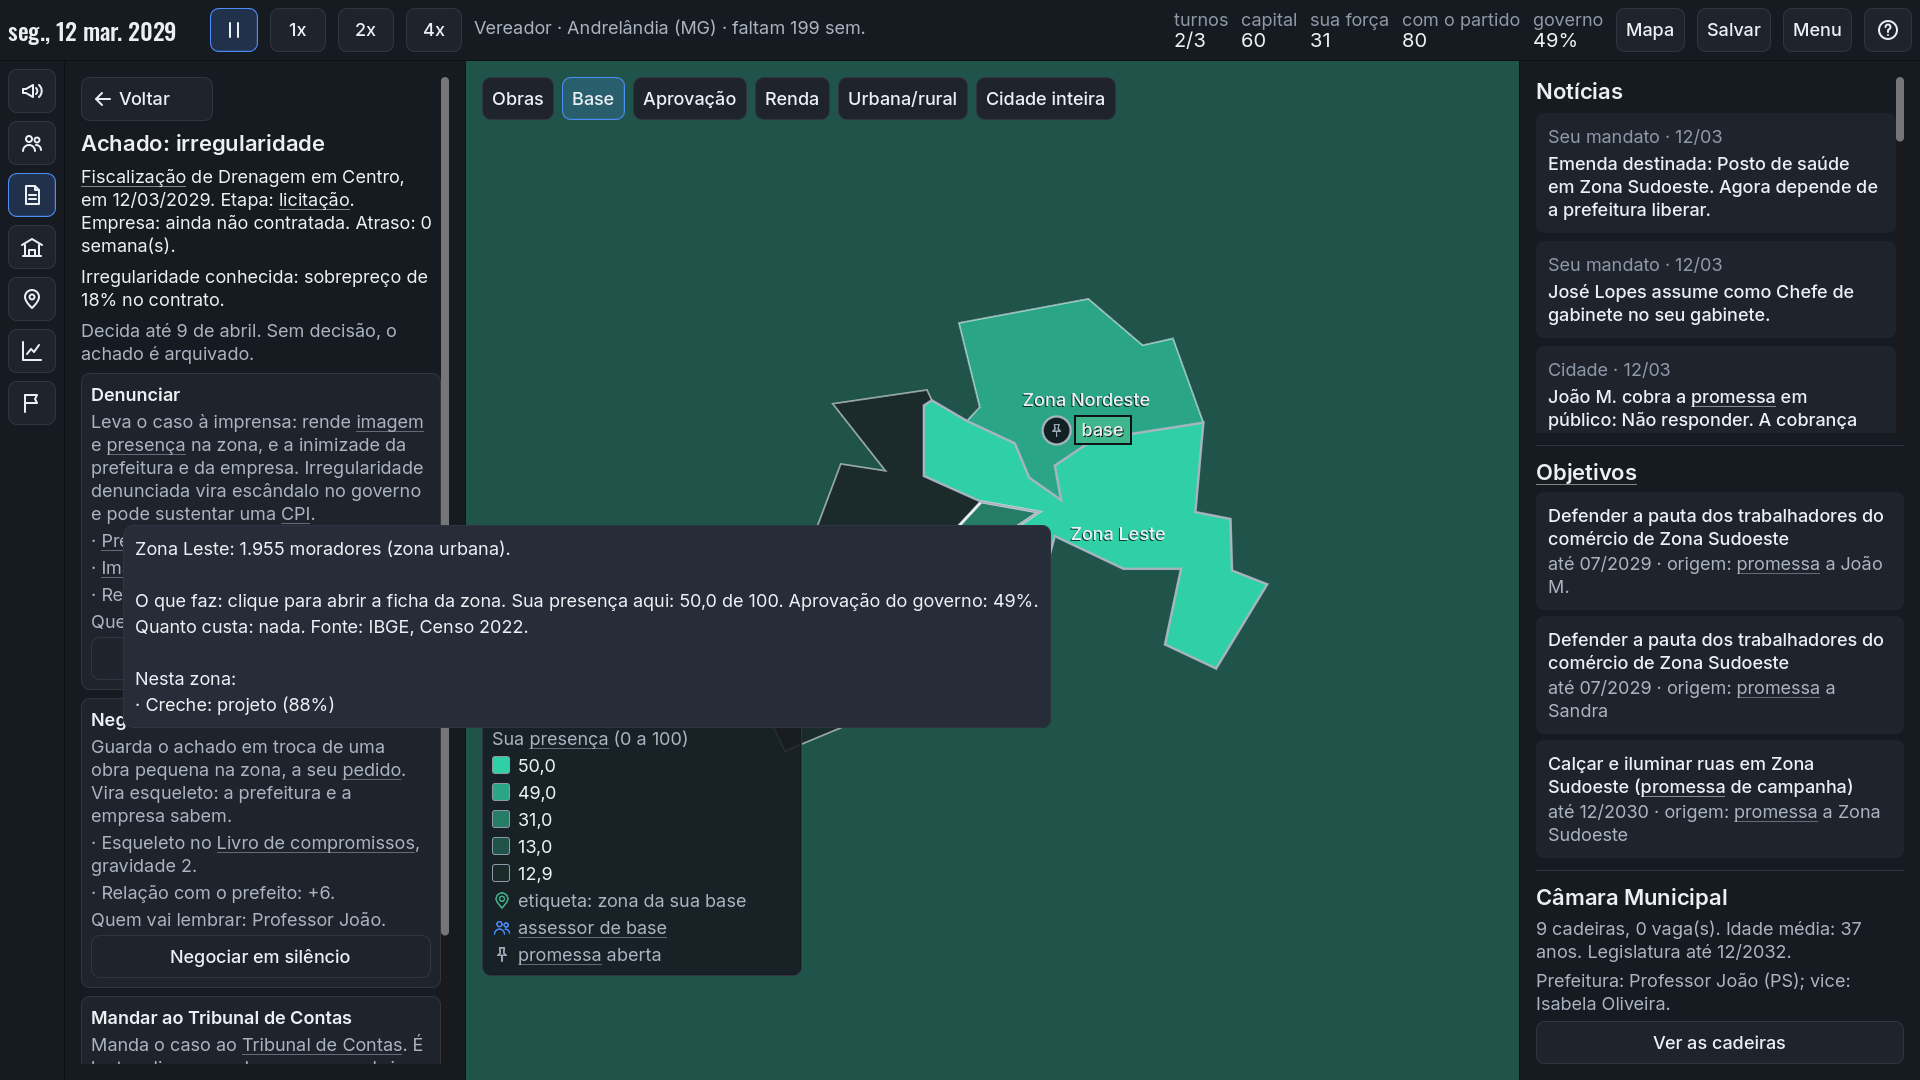 seg., 12 mar. 2029
1x
2x
4x
Vereador · Andrelândia (MG) · faltam 199 sem.
turnos
2/3
capital
60
sua força
31
com o partido
80
governo
49%
Mapa
Salvar
Menu
Voltar
Achado: irregularidade
Fiscalização de Drenagem em Centro,
em 12/03/2029. Etapa: licitação.
Empresa: ainda não contratada. Atraso: 0
semana(s).
Irregularidade conhecida: sobrepreço de
18% no contrato.
Decida até 9 de abril. Sem decisão, o
achado é arquivado.
Denunciar
Leva o caso à imprensa: rende imagem
e presença na zona, e a inimizade da
prefeitura e da empresa. Irregularidade
denunciada vira escândalo no governo
e pode sustentar uma CPI.
· Pre
· Im
· Re
Que
Neg
Guarda o achado em troca de uma
obra pequena na zona, a seu pedido.
Vira esqueleto: a prefeitura e a
empresa sabem.
· Esqueleto no Livro de compromissos,
gravidade 2.
· Relação com o prefeito: +6.
Quem vai lembrar: Professor João.
Negociar em silêncio
Mandar ao Tribunal de Contas
Manda o caso ao Tribunal de Contas. É
Obras
Base
Aprovação
Renda
Urbana/rural
Cidade inteira
Zona Nordeste
base
Zona Leste
Zona Leste: 1.955 moradores (zona urbana).
O que faz: clique para abrir a ficha da zona. Sua presença aqui: 50,0 de 100. Aprovação do governo: 49%.
Quanto custa: nada. Fonte: IBGE, Censo 2022.
Nesta zona:
· Creche: projeto (88%)
Sua presença (0 a 100)
50,0
49,0
31,0
13,0
12,9
etiqueta: zona da sua base
assessor de base
promessa aberta
Notícias
Seu mandato · 12/03
Emenda destinada: Posto de saúde
em Zona Sudoeste. Agora depende de
a prefeitura liberar.
Seu mandato · 12/03
José Lopes assume como Chefe de
gabinete no seu gabinete.
Cidade · 12/03
João M. cobra a promessa em
público: Não responder. A cobrança
Objetivos
Defender a pauta dos trabalhadores do
comércio de Zona Sudoeste
até 07/2029 · origem: promessa a João
M.
Defender a pauta dos trabalhadores do
comércio de Zona Sudoeste
até 07/2029 · origem: promessa a
Sandra
Calçar e iluminar ruas em Zona
Sudoeste (promessa de campanha)
até 12/2030 · origem: promessa a Zona
Sudoeste
Câmara Municipal
9 cadeiras, 0 vaga(s). Idade média: 37
anos. Legislatura até 12/2032.
Prefeitura: Professor João (PS); vice:
Isabela Oliveira.
Ver as cadeiras